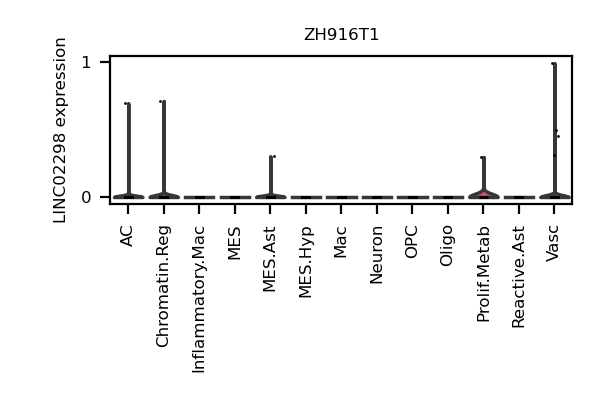 ZH916T1
LINC02298 expression
1
0
AC
Chromatin.Reg
Inflammatory.Mac
MES
MES.Ast
MES.Hyp
Mac
Neuron
OPC
Oligo
Prolif.Metab
Reactive.Ast
Vasc